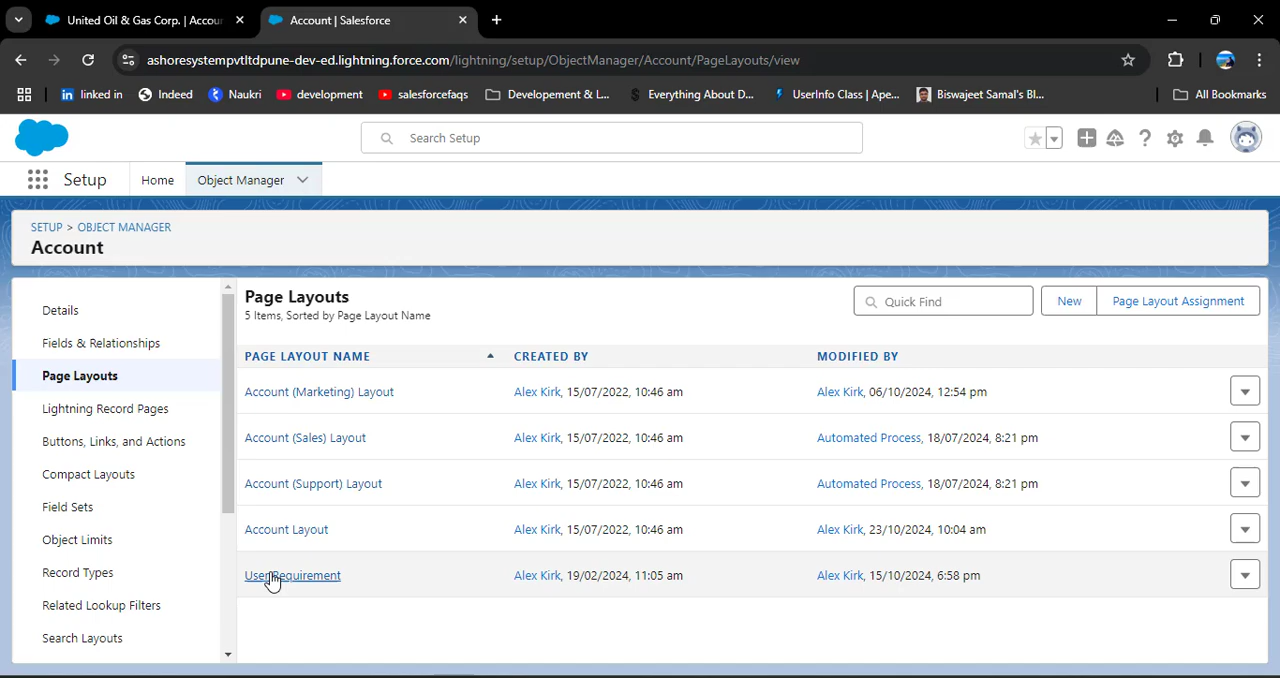 United Oil & Gas Corp. | Accou
Account | Salesforce
ashoresystempvtltdpune-dev-ed.lightning.force.com/lightning/setup/ObjectManager/Account/PageLayouts/view
linked in
Indeed
Naukri
development
salesforcefaqs
Developement & L...
Everything About D...
UserInfo Class | Ape...
Biswajeet Samal's Bl...
All Bookmarks
Search Setup
Setup
Home
Object Manager
SETUP > OBJECT MANAGER
Account
Details
Fields & Relationships
Page Layouts
Lightning Record Pages
Buttons, Links, and Actions
Compact Layouts
Field Sets
Object Limits
Record Types
Related Lookup Filters
Search Layouts
Page Layouts
5 Items, Sorted by Page Layout Name
Quick Find
New
Page Layout Assignment
PAGE LAYOUT NAME CREATED BY MODIFIED BY
Account (Marketing) Layout Alex Kirk, 15/07/2022, 10:46 am Alex Kirk, 06/10/2024, 12:54 pm
Account (Sales) Layout Alex Kirk, 15/07/2022, 10:46 am Automated Process, 18/07/2024, 8:21 pm
Account (Support) Layout Alex Kirk, 15/07/2022, 10:46 am Automated Process, 18/07/2024, 8:21 pm
Account Layout Alex Kirk, 15/07/2022, 10:46 am Alex Kirk, 23/10/2024, 10:04 am
User Requirement Alex Kirk, 19/02/2024, 11:05 am Alex Kirk, 15/10/2024, 6:58 pm